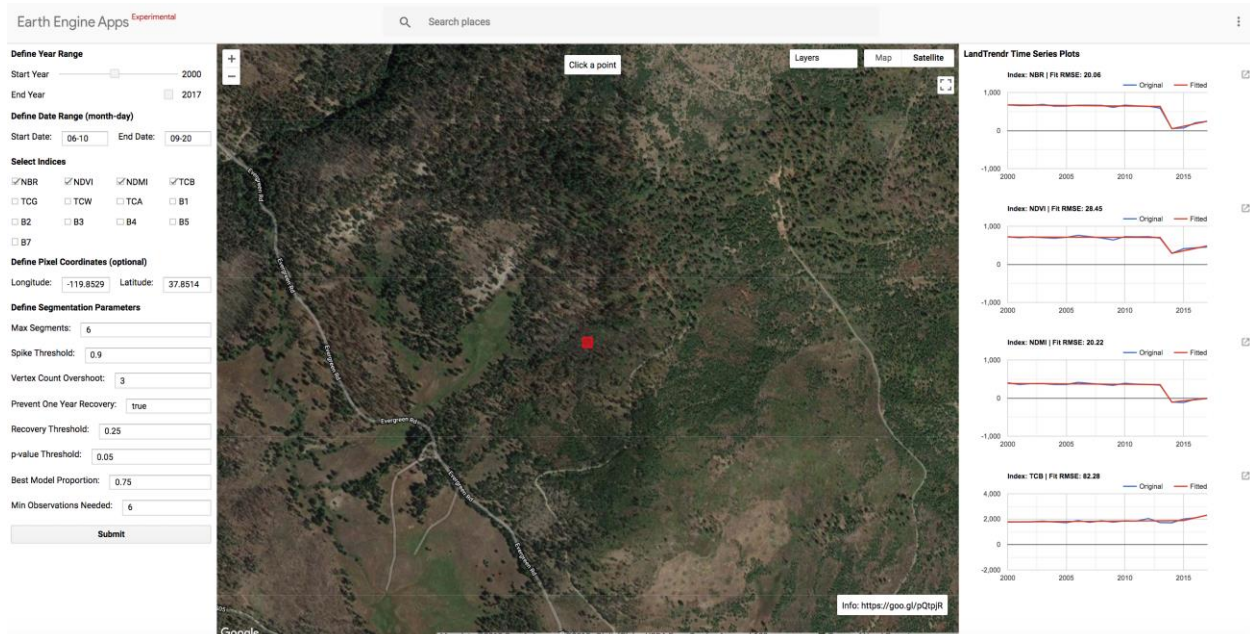 Earth Engine Apps Experimental
Search places
Define Year Range
Start Year 2000
End Year 2017
Define Date Range (month-day)
Start Date: 06-10 End Date: 09-20
Select Indices
NBR NDVI NDMI TCB
TCG TCW TCA B1
B2 B3 B4 B5
B7
Define Pixel Coordinates (optional)
Longitude: -119.8529 Latitude: 37.8514
Define Segmentation Parameters
Max Segments: 6
Spike Threshold: 0.9
Vertex Count Overshoot: 3
Prevent One Year Recovery: true
Recovery Threshold: 0.25
p-value Threshold: 0.05
Best Model Proportion: 0.75
Min Observations Needed: 6
Submit
+
−
Click a point
Layers
Map Satellite
Evergreen Rd
Evergreen Rd
Evergreen Rd
Evergreen Rd
Evergreen Rd
Evergreen Rd
Google
Info: https://goo.gl/pQtpjR
LandTrendr Time Series Plots
Index: NBR | Fit RMSE: 20.06
Original Fitted
1,000
0
-1,000
2000 2005 2010 2015
Index: NDVI | Fit RMSE: 28.45
Original Fitted
1,000
0
-1,000
2000 2005 2010 2015
Index: NDMI | Fit RMSE: 20.22
Original Fitted
1,000
0
-1,000
2000 2005 2010 2015
Index: TCB | Fit RMSE: 82.28
Original Fitted
4,000
2,000
0
-2,000
2000 2005 2010 2015